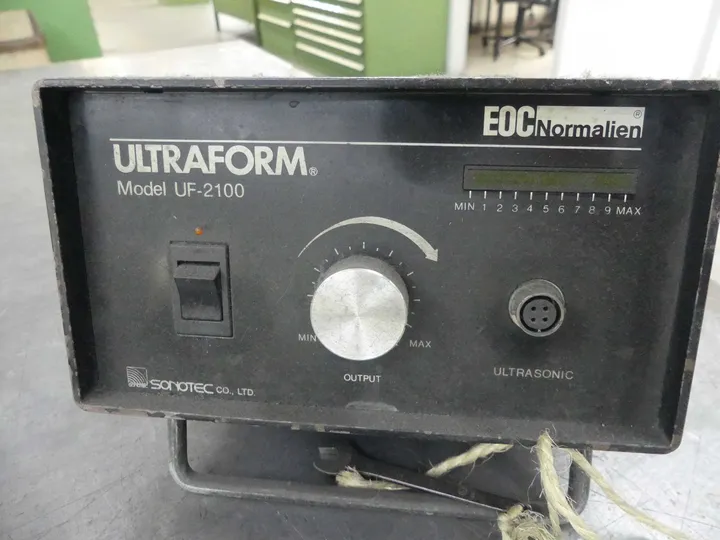 EOC Normalien®
ULTRAFORM®
Model UF-2100
MIN 1 2 3 4 5 6 7 8 9 MAX
MIN MAX
OUTPUT
ULTRASONIC
SONOTEC CO., LTD.